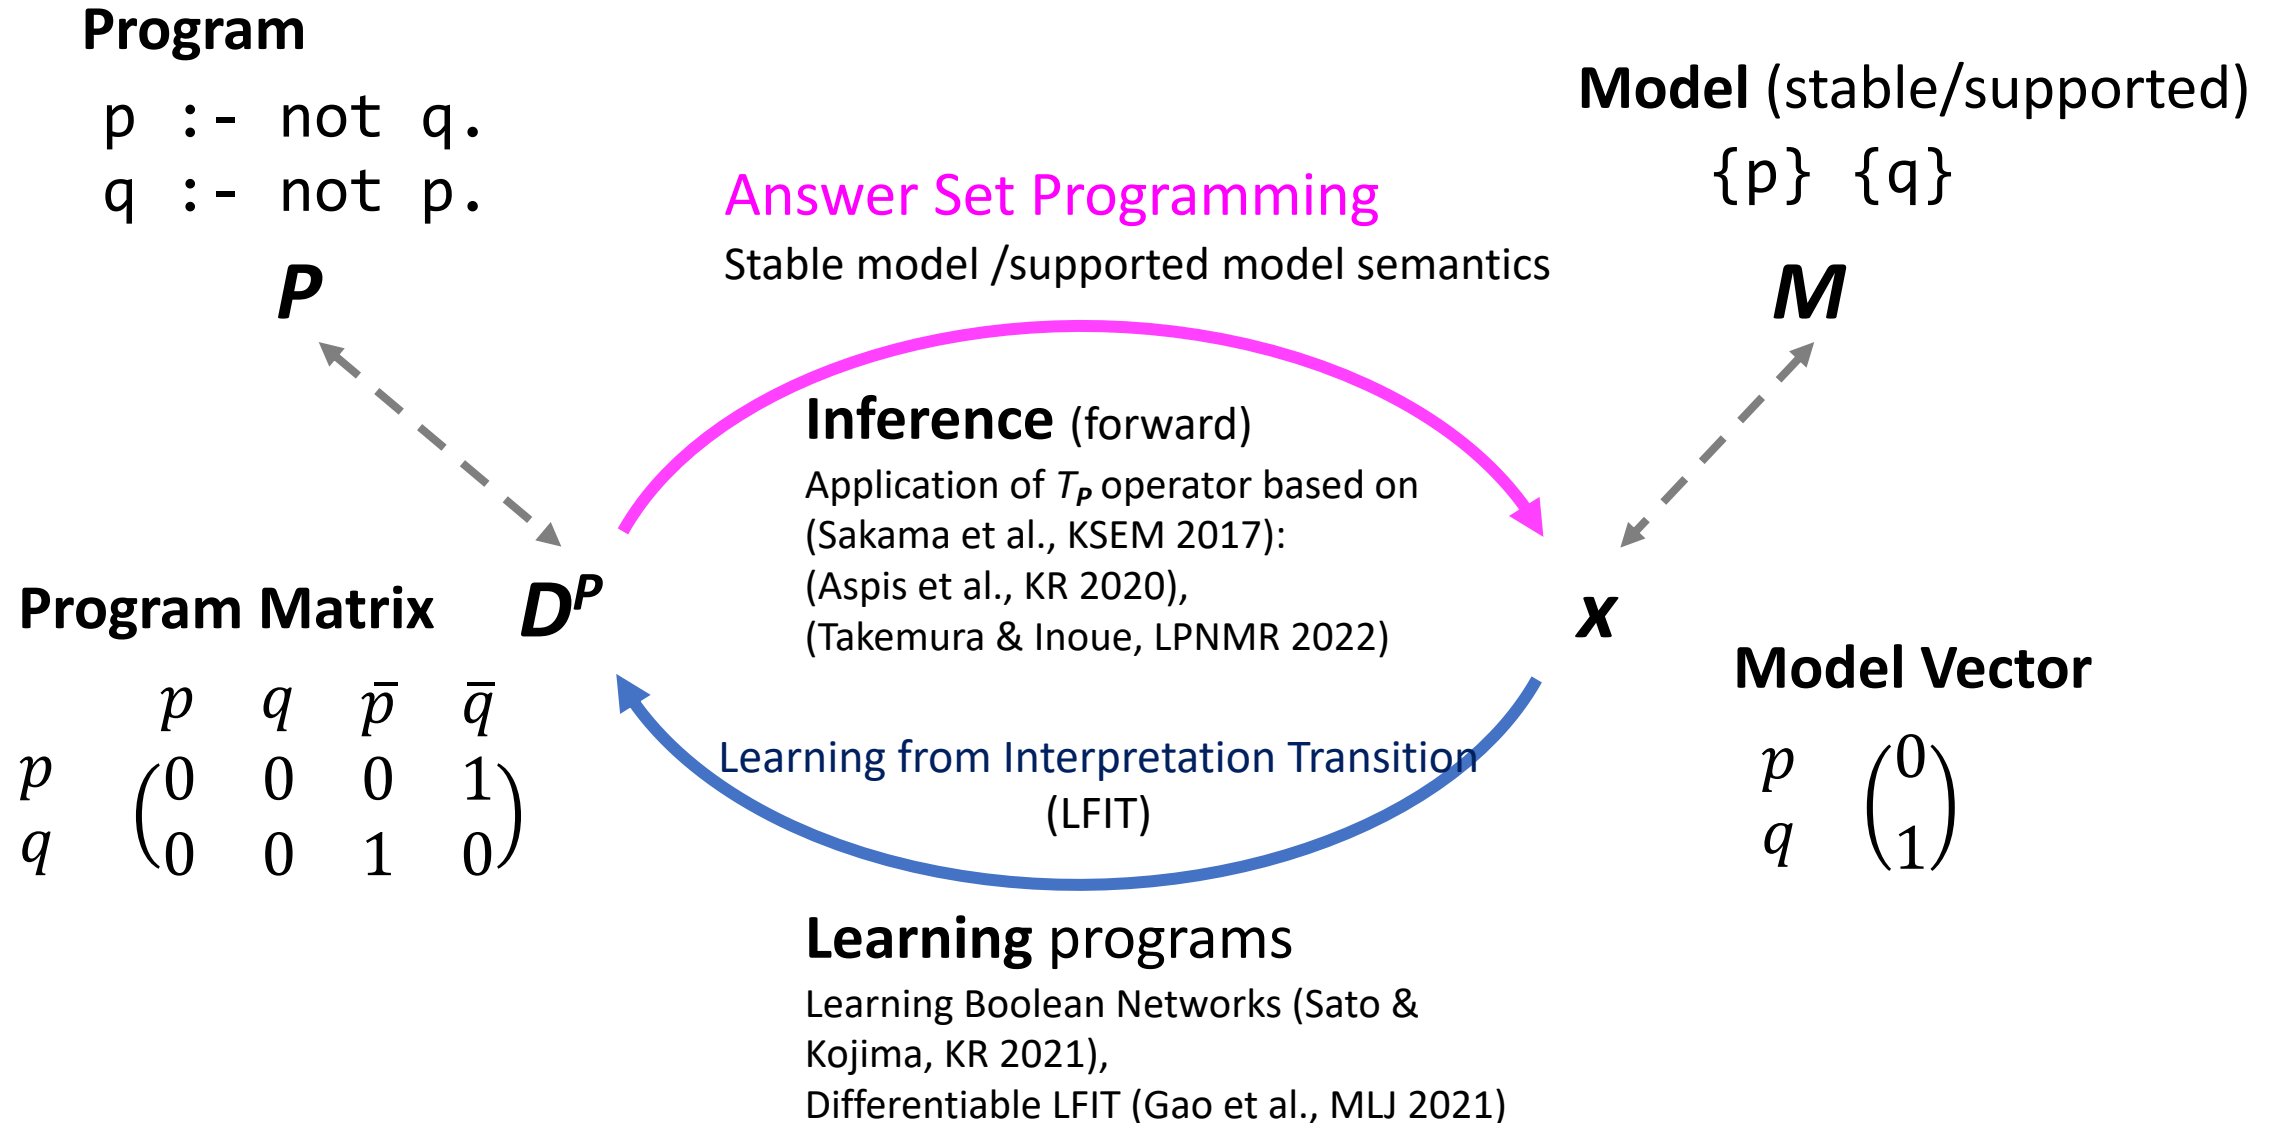 Program
p :- not q.
q :- not p.
P
Model (stable/supported)
{p} {q}
M
Answer Set Programming
Stable model /supported model semantics
Inference (forward)
Application of T_P operator based on
(Sakama et al., KSEM 2017):
(Aspis et al., KR 2020),
(Takemura & Inoue, LPNMR 2022)
Program Matrix
D^P
p q p̄ q̄
p ( 0 0 0 1 )
q ( 0 0 1 0 )
x
Model Vector
p ( 0 )
q ( 1 )
Learning from Interpretation Transition
(LFIT)
Learning programs
Learning Boolean Networks (Sato &
Kojima, KR 2021),
Differentiable LFIT (Gao et al., MLJ 2021)